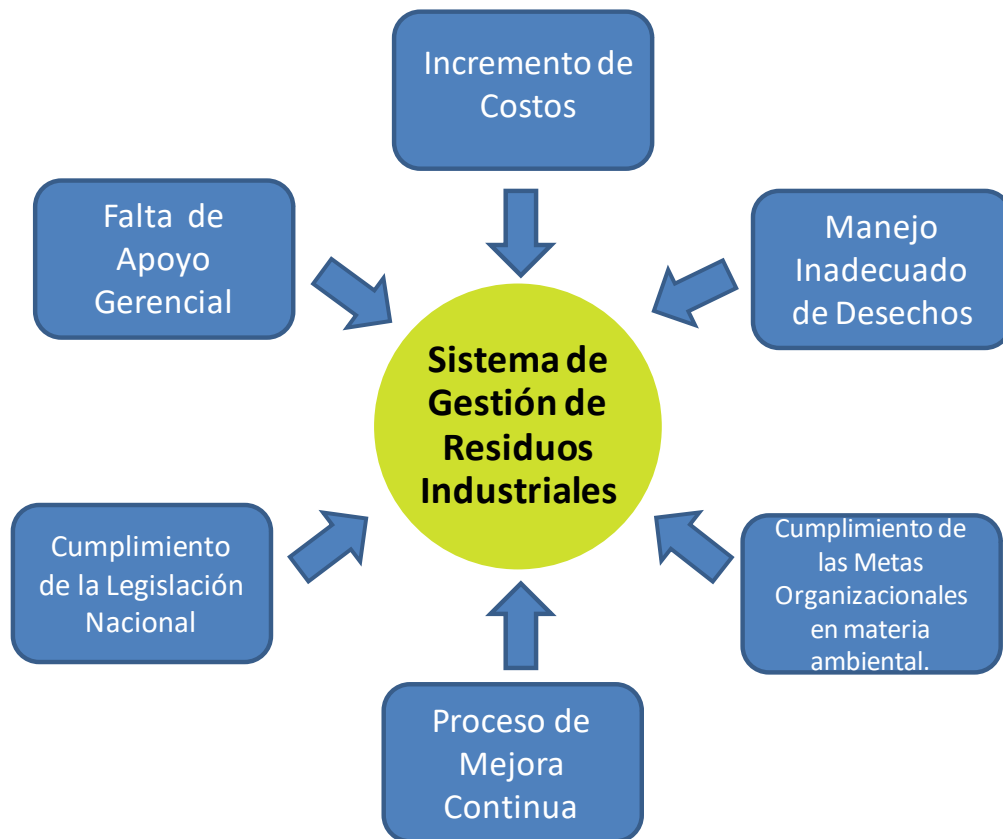 Incremento de
Costos
Falta de
Apoyo
Gerencial
Manejo
Inadecuado
de Desechos
Sistema de
Gestión de
Residuos
Industriales
Cumplimiento
de la Legislación
Nacional
Cumplimiento de
las Metas
Organizacionales
en materia
ambiental.
Proceso de
Mejora
Continua